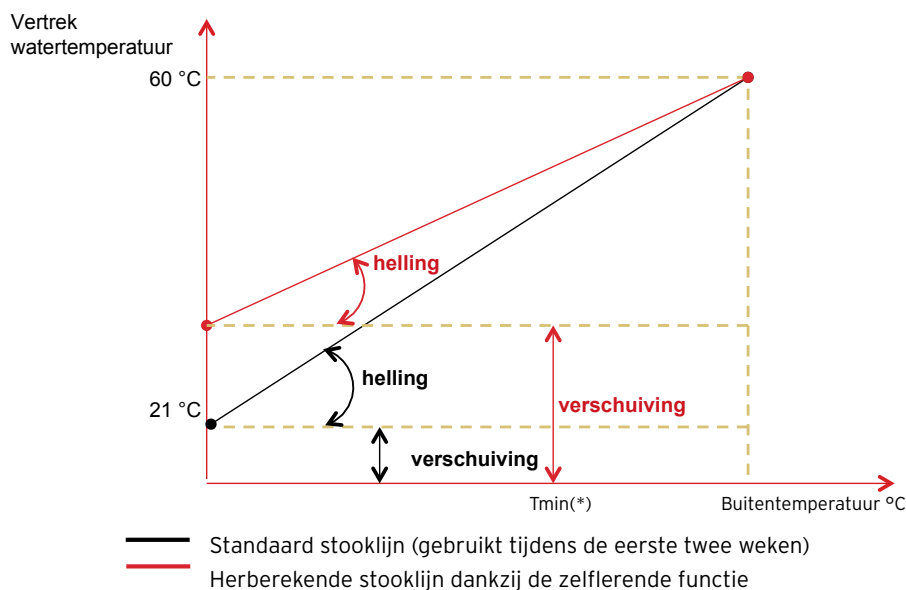 Vertrek
watertemperatuur
60 °C
helling
helling
21 °C
verschuiving
verschuiving
Tmin(*)
Buitentemperatuur °C
Standaard stooklijn (gebruikt tijdens de eerste twee weken)
Herberekende stooklijn dankzij de zelflerende functie